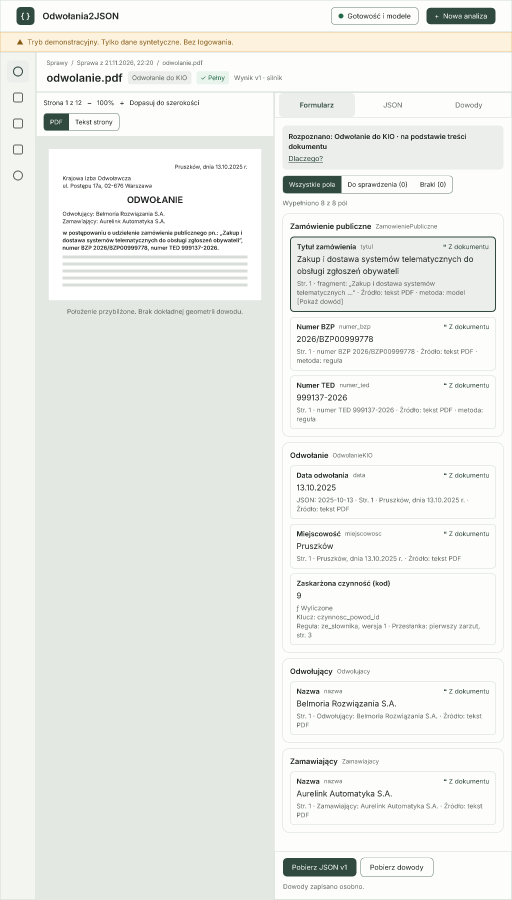 Odwołania2JSON
Gotowość i modele
+ Nowa analiza
Tryb demonstracyjny. Tylko dane syntetyczne. Bez logowania.
Sprawy / Sprawa z 21.11.2026, 22:20 / odwolanie.pdf
odwolanie.pdf
Odwołanie do KIO
✓ Pełny
Wynik v1 · silnik
Strona 1 z 12 − 100% + Dopasuj do szerokości
PDF
Tekst strony
Pruszków, dnia 13.10.2025 r.
Krajowa Izba Odwoławcza
ul. Postępu 17a, 02-676 Warszawa
ODWOŁANIE
Odwołujący: Belmoria Rozwiązania S.A.
Zamawiający: Aurelink Automatyka S.A.
w postępowaniu o udzielenie zamówienia publicznego pn.: „Zakup i
dostawa systemów telematycznych do obsługi zgłoszeń obywateli”,
numer BZP 2026/BZP00999778, numer TED 999137-2026.
Położenie przybliżone. Brak dokładnej geometrii dowodu.
Formularz
JSON
Dowody
Rozpoznano: Odwołanie do KIO · na podstawie treści
dokumentu
Dlaczego?
Wszystkie pola
Do sprawdzenia (0)
Braki (0)
Wypełniono 8 z 8 pól
Zamówienie publiczne ZamowieniePubliczne
Tytuł zamówienia tytul
❝ Z dokumentu
Zakup i dostawa systemów telematycznych do
obsługi zgłoszeń obywateli
Str. 1 · fragment: „Zakup i dostawa systemów
telematycznych …” · Źródło: tekst PDF · metoda: model
[Pokaż dowód]
Numer BZP numer_bzp
❝ Z dokumentu
2026/BZP00999778
Str. 1 · numer BZP 2026/BZP00999778 · Źródło: tekst PDF ·
metoda: reguła
Numer TED numer_ted
❝ Z dokumentu
999137-2026
Str. 1 · numer TED 999137-2026 · Źródło: tekst PDF · metoda:
reguła
Odwołanie OdwolanieKIO
Data odwołania data
❝ Z dokumentu
13.10.2025
JSON: 2025-10-13 · Str. 1 · Pruszków, dnia 13.10.2025 r. ·
Źródło: tekst PDF
Miejscowość miejscowosc
❝ Z dokumentu
Pruszków
Str. 1 · Pruszków, dnia 13.10.2025 r. · Źródło: tekst PDF
Zaskarżona czynność (kod)
9
ƒ Wyliczone
Klucz: czynnosc_powod_id
Reguła: ze_slownika, wersja 1 · Przesłanka: pierwszy zarzut,
str. 3
Odwołujący Odwolujacy
Nazwa nazwa
❝ Z dokumentu
Belmoria Rozwiązania S.A.
Str. 1 · Odwołujący: Belmoria Rozwiązania S.A. · Źródło: tekst
PDF
Zamawiający Zamawiajacy
Nazwa nazwa
❝ Z dokumentu
Aurelink Automatyka S.A.
Str. 1 · Zamawiający: Aurelink Automatyka S.A. · Źródło: tekst
PDF
Pobierz JSON v1
Pobierz dowody
Dowody zapisano osobno.